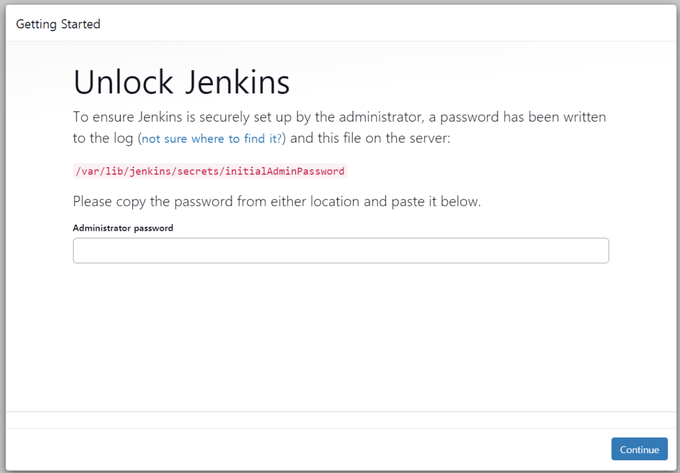 Getting Started
Unlock Jenkins
To ensure Jenkins is securely set up by the administrator, a password has been written
to the log (not sure where to find it?) and this file on the server:
/var/lib/jenkins/secrets/initialAdminPassword
Please copy the password from either location and paste it below.
Administrator password
Continue